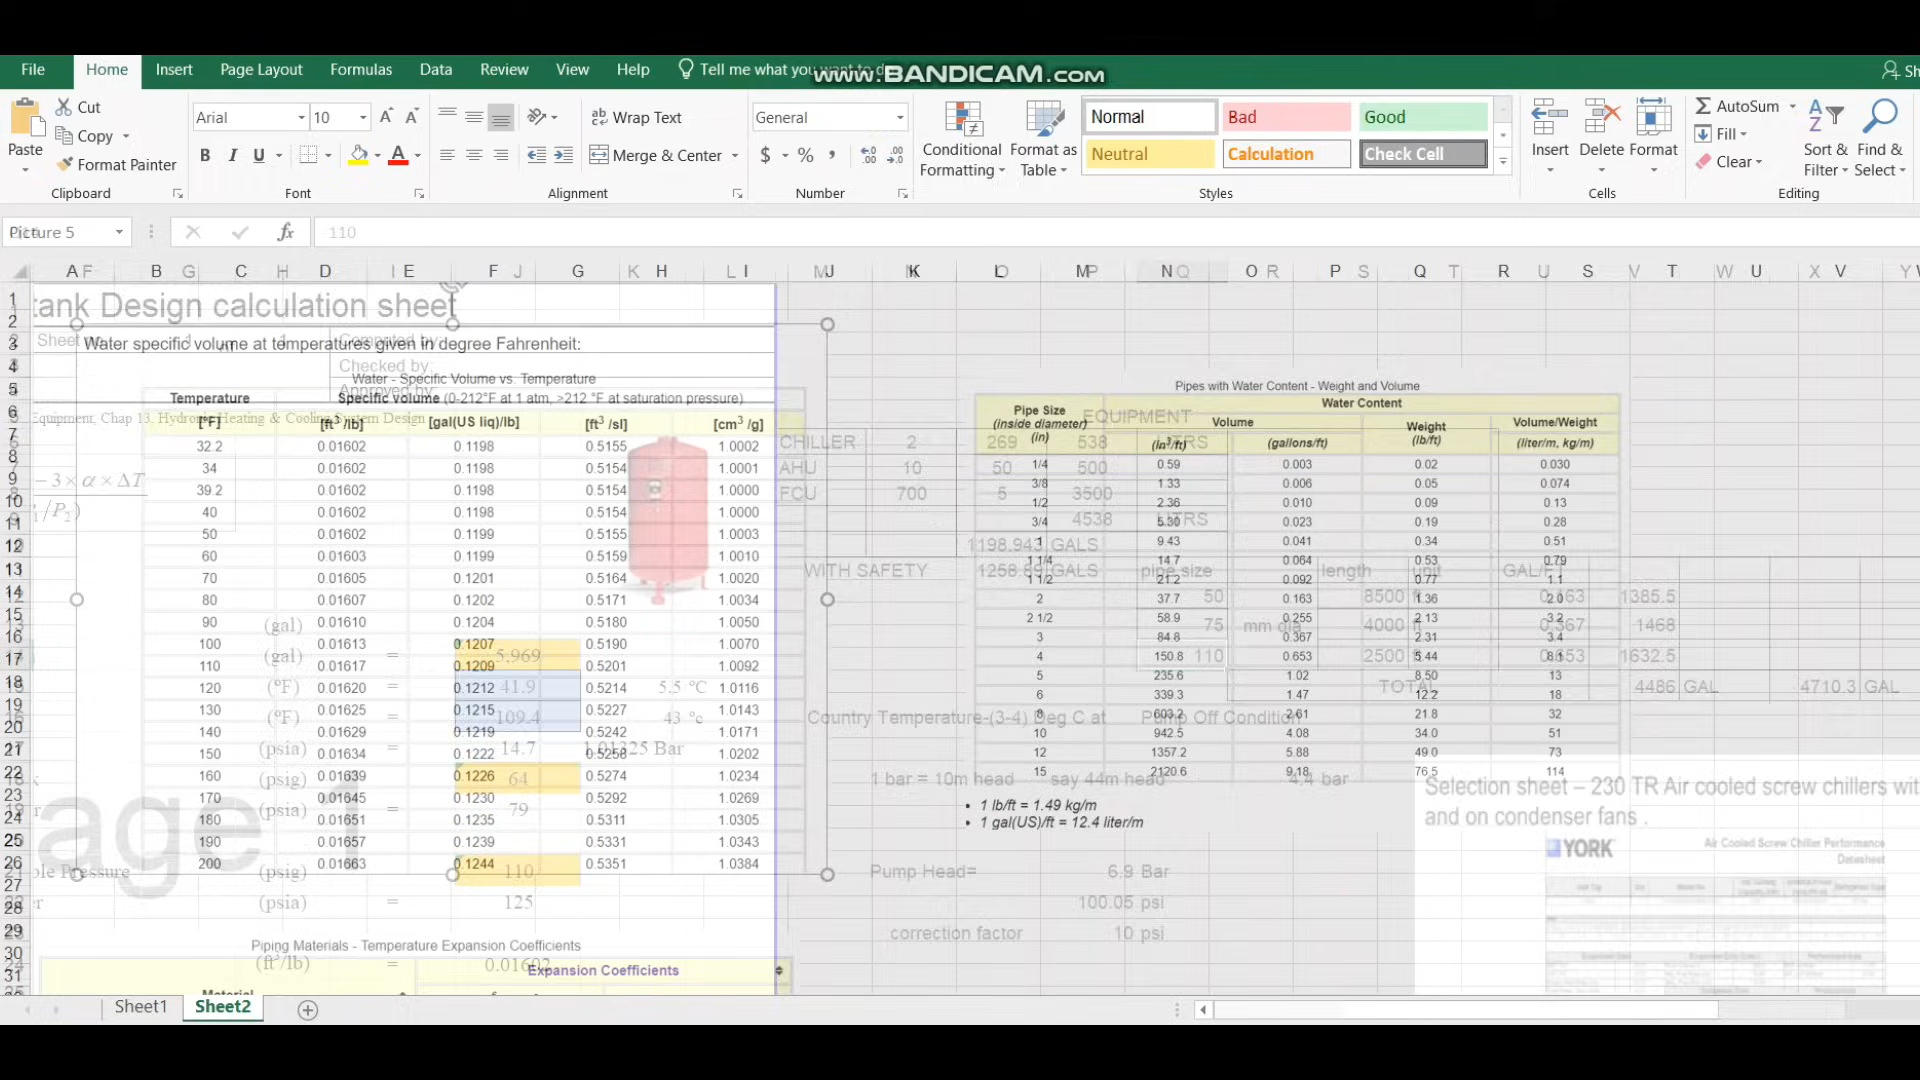 www.BANDICAM.com
File Home Insert Page Layout Formulas Data Review View Help Tell me what you want to d
Cut
Copy
Format Painter
Paste
Arial 10
Wrap Text
Merge & Center
General
Conditional Formatting
Format as Table
Normal Bad Good
Neutral Calculation Check Cell
Insert Delete Format
AutoSum
Fill
Clear
Sort & Filter
Find & Select
Clipboard Font Alignment Number Styles Cells Editing
Picture 5 fx 110
tank Design calculation sheet
Water specific volume at temperatures given in degree Fahrenheit:
Checked by:
Water - Specific Volume vs. Temperature
Temperature Specific volume (0-212°F at 1 atm, >212 °F at saturation pressure)
Equipment, Chap 13. Hydronic Heating & Cooling System Design
[°F] [ft³ /lb] [gal(US liq)/lb] [ft³ /sl] [cm³ /g]
32.2 0.01602 0.1198 0.5155 1.0002
34 0.01602 0.1198 0.5154 1.0001
39.2 0.01602 0.1198 0.5154 1.0000
40 0.01602 0.1198 0.5154 1.0000
50 0.01602 0.1199 0.5155 1.0003
60 0.01603 0.1199 0.5159 1.0010
70 0.01605 0.1201 0.5164 1.0020
80 0.01607 0.1202 0.5171 1.0034
90 0.01610 0.1204 0.5180 1.0050
100 0.01613 0.1207 0.5190 1.0070
110 0.01617 0.1209 0.5201 1.0092
120 0.01620 0.1212 0.5214 1.0116
130 0.01625 0.1215 0.5227 1.0143
140 0.01629 0.1219 0.5242 1.0171
150 0.01634 0.1222 0.5258 1.0202
160 0.01639 0.1226 0.5274 1.0234
170 0.01645 0.1230 0.5292 1.0269
180 0.01651 0.1235 0.5311 1.0305
190 0.01657 0.1239 0.5331 1.0343
200 0.01663 0.1244 0.5351 1.0384
− 3 × α × ΔT
(gal)
(gal) = 5,969
(°F) = 41.9 5.5 °C
(°F) = 109.4 43 °c
(psia) = 14.7 1.01325 Bar
(psig) 64
(psia) = 79
(psig) 110
(psia) = 125
(ft³/lb) = 0.01602
Piping Materials - Temperature Expansion Coefficients
Expansion Coefficients
Material
Pipes with Water Content - Weight and Volume
Pipe Size (inside diameter) (in) Water Content
Volume Weight Volume/Weight
(in³/ft) (gallons/ft) (lb/ft) (liter/m, kg/m)
1/4 0.59 0.003 0.02 0.030
3/8 1.33 0.006 0.05 0.074
1/2 2.36 0.010 0.09 0.13
3/4 5.30 0.023 0.19 0.28
1 9.43 0.041 0.34 0.51
1 1/4 14.7 0.064 0.53 0.79
1 1/2 21.2 0.092 0.77 1.1
2 37.7 0.163 1.36 2.0
2 1/2 58.9 0.255 2.13 3.2
3 84.8 0.367 2.31 3.4
4 150.8 0.653 5.44 8.1
5 235.6 1.02 8.50 13
6 339.3 1.47 12.2 18
8 603.2 2.61 21.8 32
10 942.5 4.08 34.0 51
12 1357.2 5.88 49.0 73
15 2120.6 9.18 76.5 114
1 lb/ft = 1.49 kg/m
1 gal(US)/ft = 12.4 liter/m
EQUIPMENT
CHILLER 2 269 538
AHU 10 50 500
FCU 700 5 3500
4538
1198.943 GALS
WITH SAFETY 1258.89 GALS
pipe size length unit GAL/FT
50 8500 0.163 1385.5
75 mm dia 4000 0.367 1468
110 2500 0.653 1632.5
TOTAL 4486 GAL 4710.3 GAL
Country Temperature-(3-4) Deg C at Pump Off Condition
1 bar = 10m head say 44m head 4.4 bar
Pump Head= 6.9 Bar
100.05 psi
correction factor 10 psi
Selection sheet – 230 TR Air cooled screw chillers wit
and on condenser fans .
YORK
Air Cooled Screw Chiller Performance
Datasheet
Sheet1 Sheet2